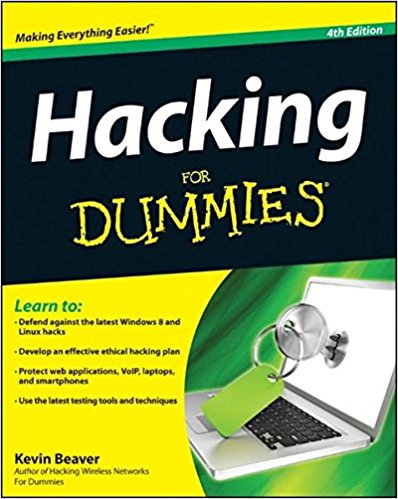 Making Everything Easier!™
4th Edition
Hacking
FOR
DUMMIES®
Learn to:
• Defend against the latest Windows 8 and
Linux hacks
• Develop an effective ethical hacking plan
• Protect web applications, VoIP, laptops,
and smartphones
• Use the latest testing tools and techniques
Kevin Beaver
Author of Hacking Wireless Networks
For Dummies